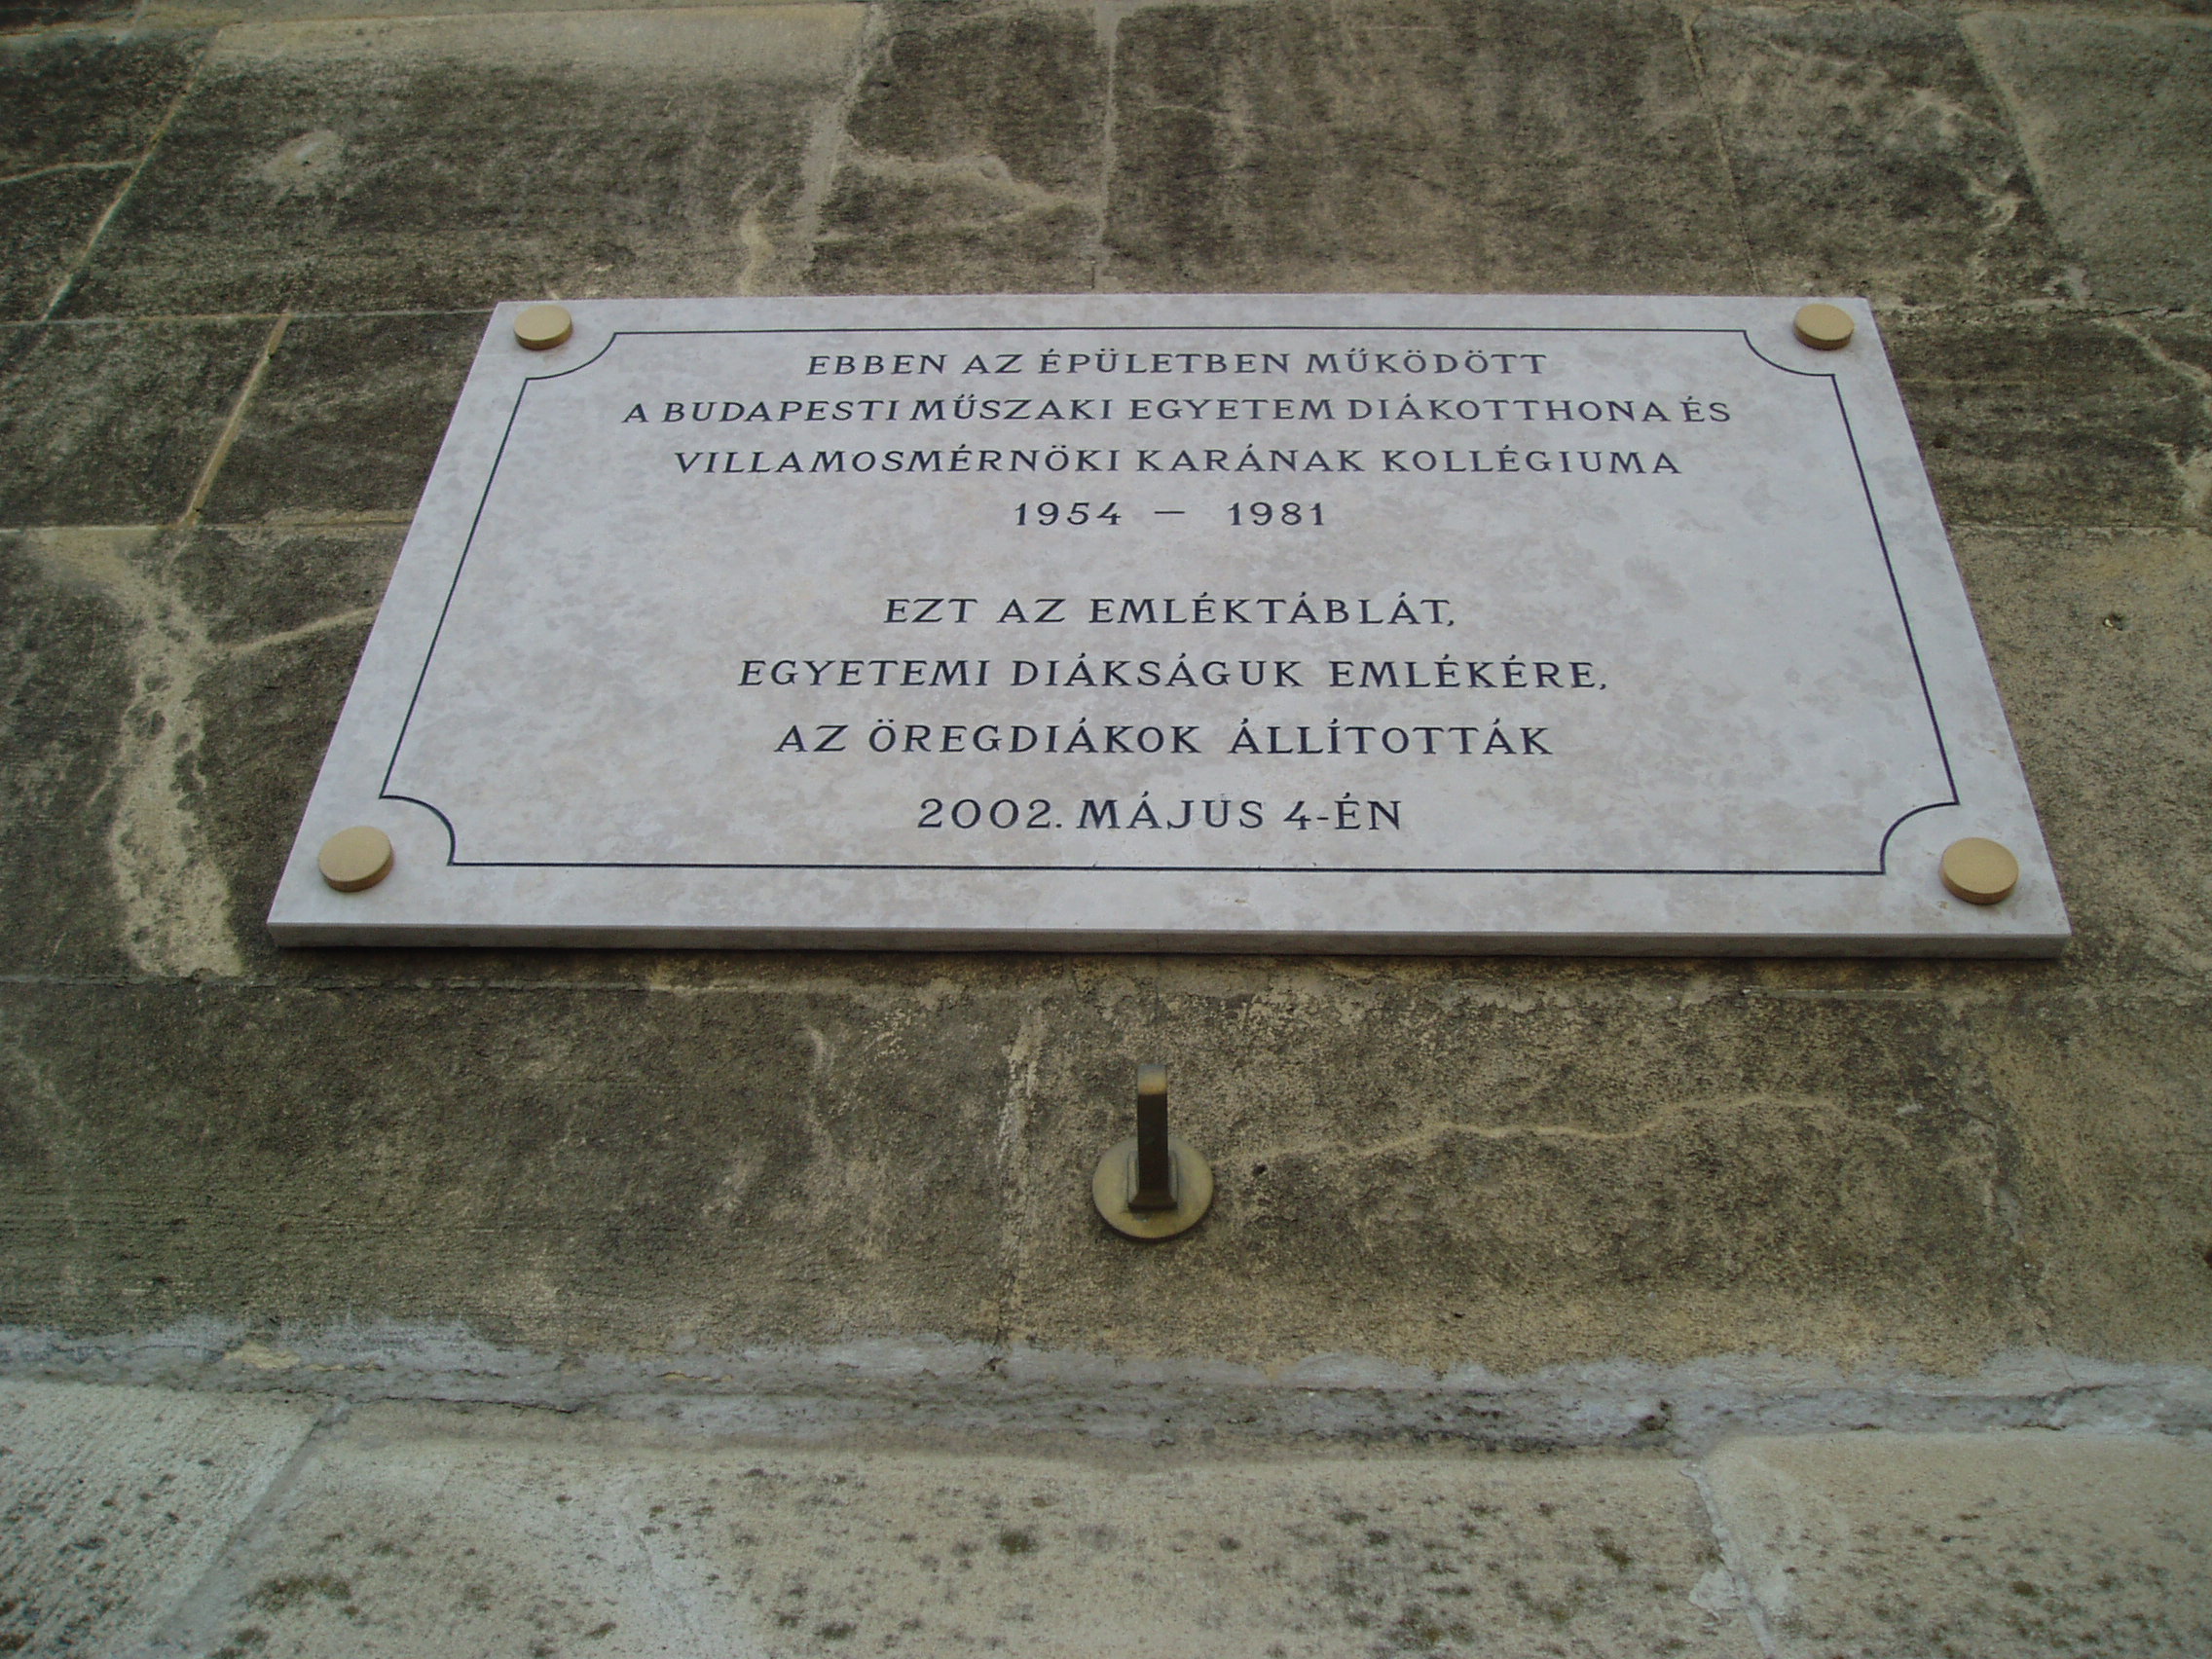 EBBEN AZ ÉPÜLETBEN MŰKÖDÖTT
A BUDAPESTI MŰSZAKI EGYETEM DIÁKOTTHONA ÉS
VILLAMOSMÉRNÖKI KARÁNAK KOLLÉGIUMA
1954 – 1981
EZT AZ EMLÉKTÁBLÁT,
EGYETEMI DIÁKSÁGUK EMLÉKÉRE,
AZ ÖREGDIÁKOK ÁLLÍTOTTÁK
2002. MÁJUS 4-ÉN